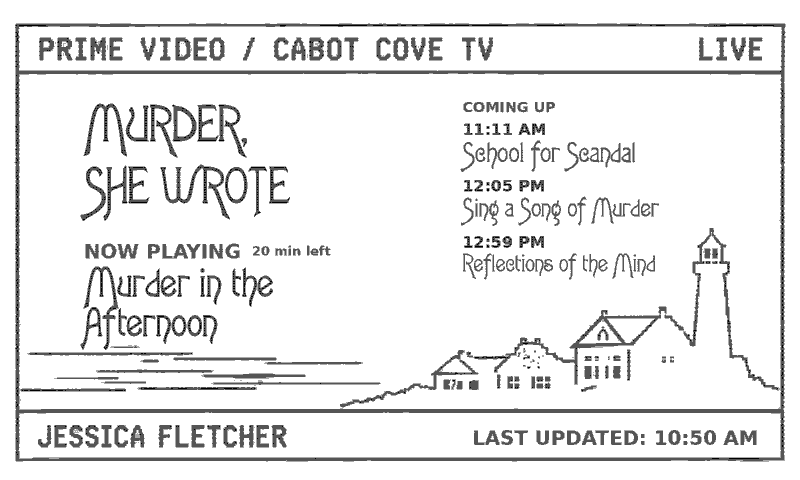 PRIME VIDEO / CABOT COVE TV
LIVE
MURDER,
SHE WROTE
NOW PLAYING 20 min left
Murder in the
Afternoon
COMING UP
11:11 AM
School for Scandal
12:05 PM
Sing a Song of Murder
12:59 PM
Reflections of the Mind
JESSICA FLETCHER
LAST UPDATED: 10:50 AM